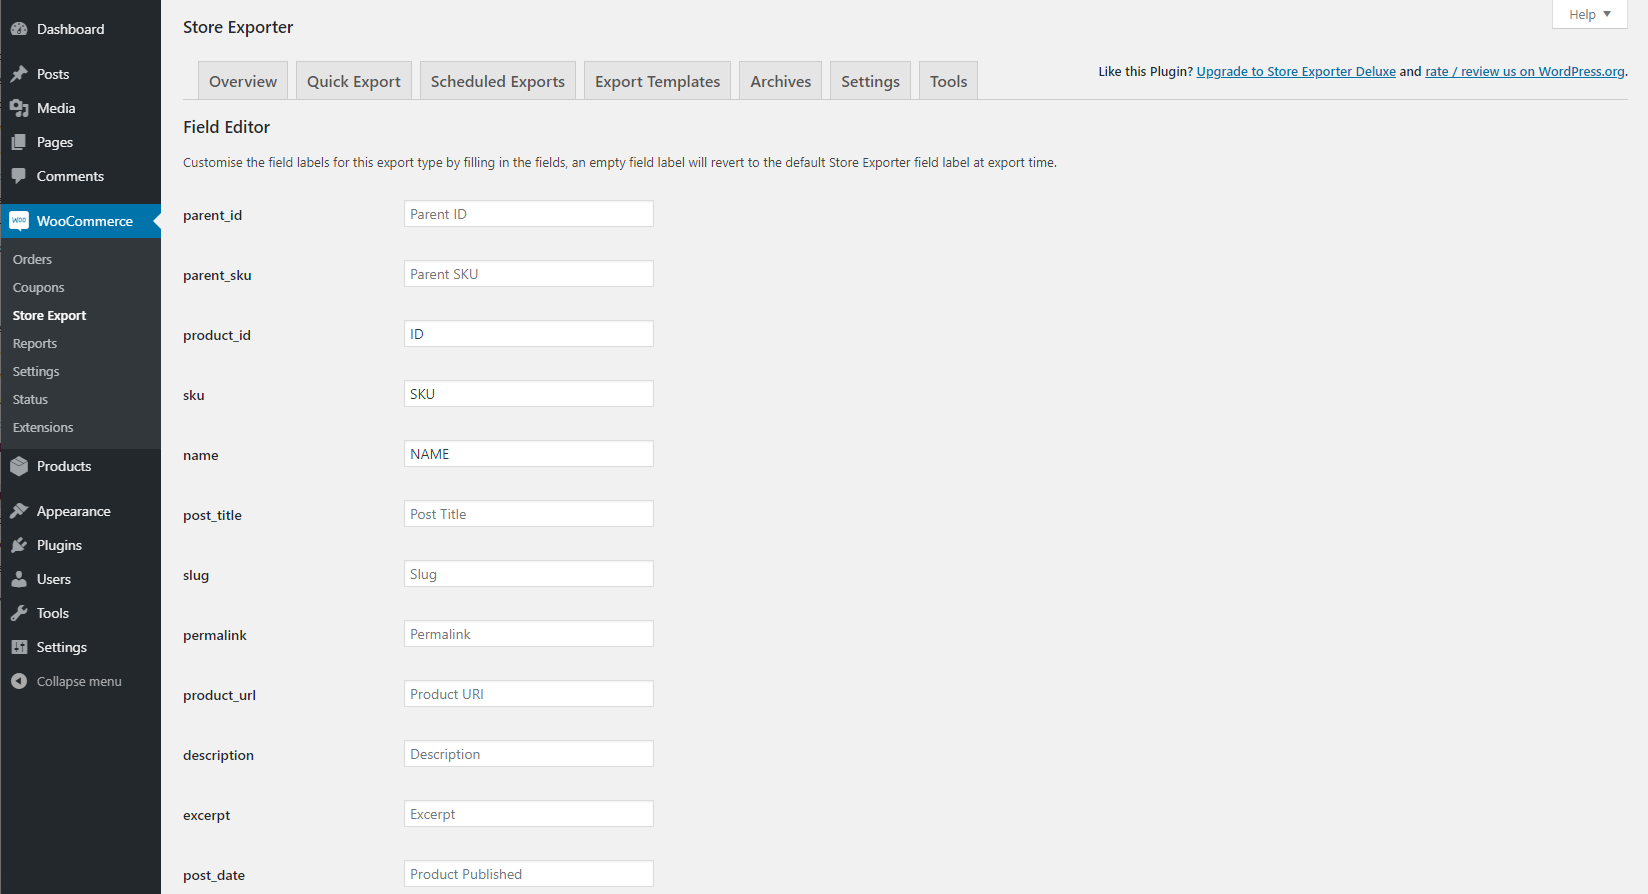 Dashboard
Posts
Media
Pages
Comments
WOO WooCommerce
Orders
Coupons
Store Export
Reports
Settings
Status
Extensions
Products
Appearance
Plugins
Users
Tools
Settings
Collapse menu
Help
Store Exporter
Overview Quick Export Scheduled Exports Export Templates Archives Settings Tools
Like this Plugin? Upgrade to Store Exporter Deluxe and rate / review us on WordPress.org.
Field Editor
Customise the field labels for this export type by filling in the fields, an empty field label will revert to the default Store Exporter field label at export time.
parent_id Parent ID
parent_sku Parent SKU
product_id ID
sku SKU
name NAME
post_title Post Title
slug Slug
permalink Permalink
product_url Product URI
description Description
excerpt Excerpt
post_date Product Published